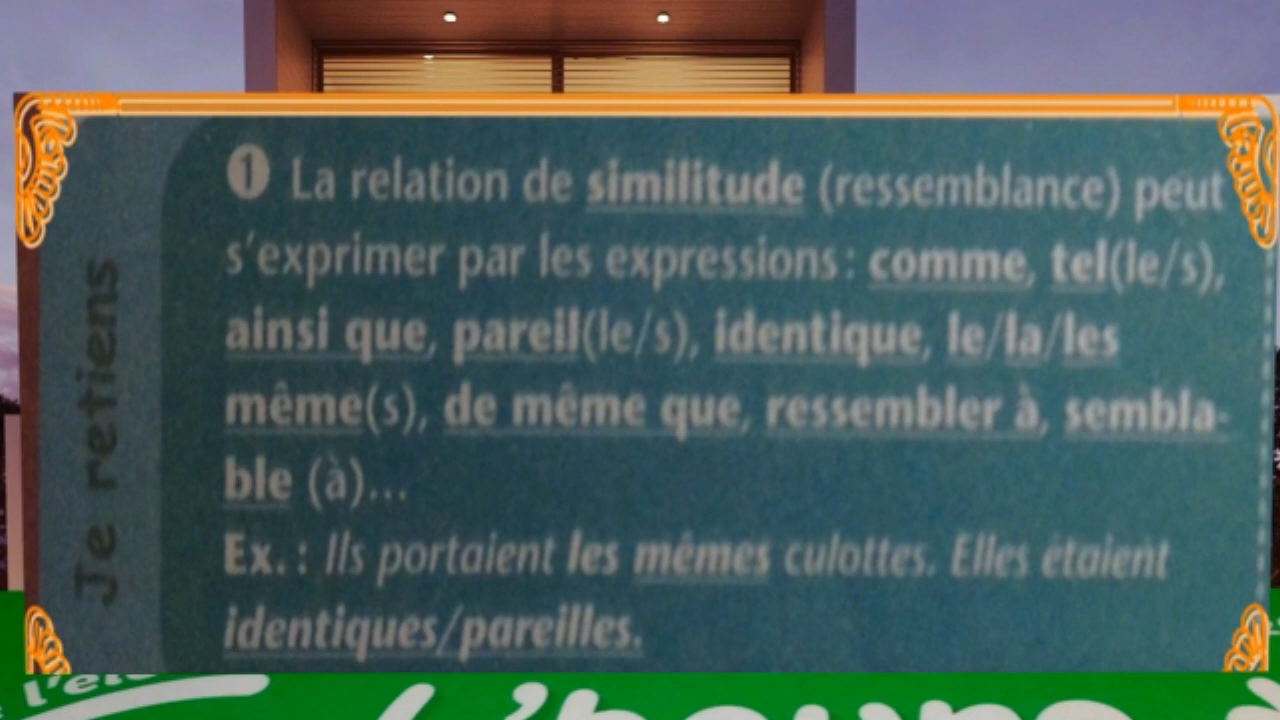 Je retiens
1 La relation de similitude (ressemblance) peut
s'exprimer par les expressions : comme, tel(le/s),
ainsi que, pareil(le/s), identique, le/la/les
même(s), de même que, ressembler à, sembla-
ble (à)...
Ex. : Ils portaient les mêmes culottes. Elles étaient
identiques/pareilles.